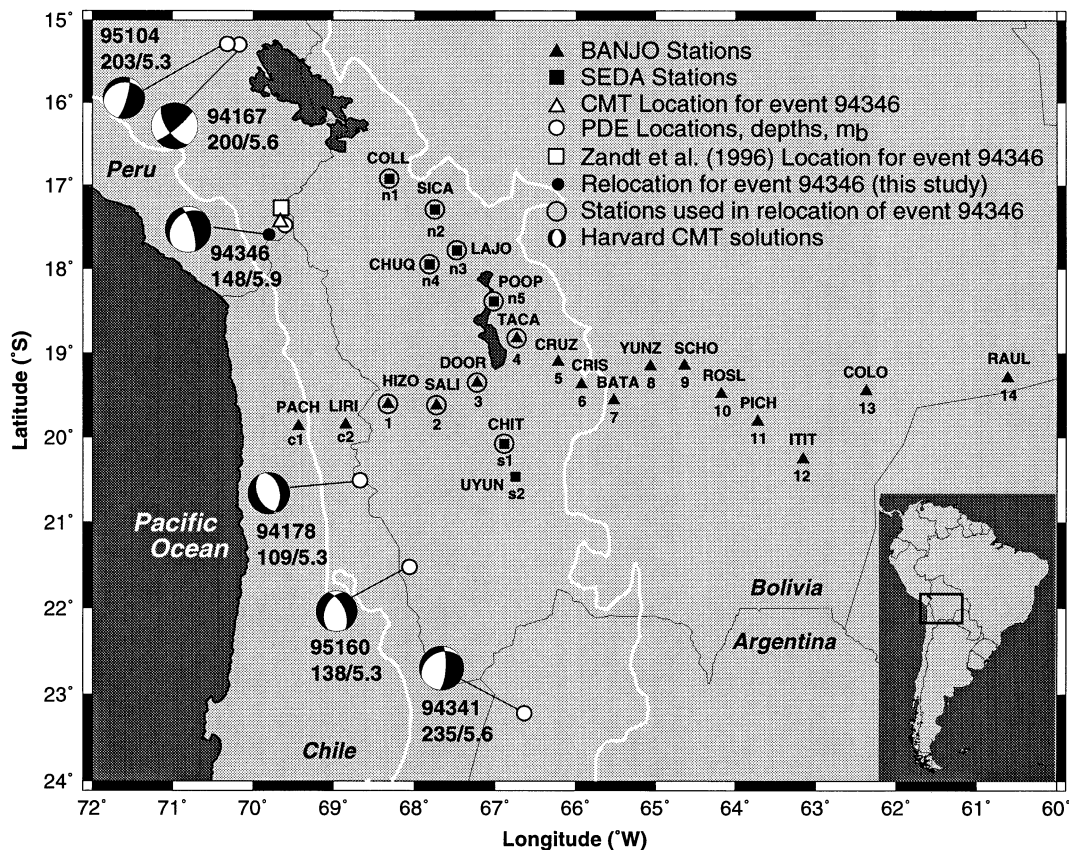 95104
203/5.3
94167
200/5.6
Peru
94346
148/5.9
BANJO Stations
SEDA Stations
CMT Location for event 94346
PDE Locations, depths, mb
Zandt et al. (1996) Location for event 94346
Relocation for event 94346 (this study)
Stations used in relocation of event 94346
Harvard CMT solutions
COLL
n1
SICA
n2
LAJO
n3
CHUQ
n4
POOP
n5
TACA
4
CRUZ
5
CRIS
6
BATA
7
YUNZ
8
SCHO
9
ROSL
10
PICH
11
ITIT
12
COLO
13
RAUL
14
DOOR
3
HIZO
1
SALI
2
PACH
c1
LIRI
c2
CHIT
s1
UYUN
s2
94178
109/5.3
Pacific
Ocean
95160
138/5.3
94341
235/5.6
Chile
Bolivia
Argentina
15˚
16˚
17˚
18˚
19˚
20˚
21˚
22˚
23˚
24˚
Latitude (˚S)
72˚ 71˚ 70˚ 69˚ 68˚ 67˚ 66˚ 65˚ 64˚ 63˚ 62˚ 61˚ 60˚
Longitude (˚W)